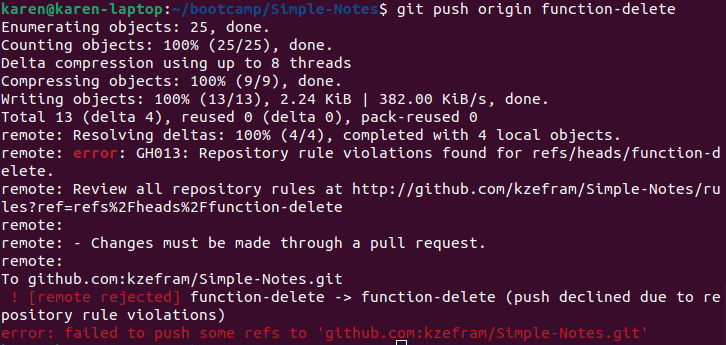 karen@karen-laptop:~/bootcamp/Simple-Notes$ git push origin function-delete
Enumerating objects: 25, done.
Counting objects: 100% (25/25), done.
Delta compression using up to 8 threads
Compressing objects: 100% (9/9), done.
Writing objects: 100% (13/13), 2.24 KiB | 382.00 KiB/s, done.
Total 13 (delta 4), reused 0 (delta 0), pack-reused 0
remote: Resolving deltas: 100% (4/4), completed with 4 local objects.
remote: error: GH013: Repository rule violations found for refs/heads/function-d
elete.
remote: Review all repository rules at http://github.com/kzefram/Simple-Notes/ru
les?ref=refs%2Fheads%2Ffunction-delete
remote:
remote: - Changes must be made through a pull request.
remote:
To github.com:kzefram/Simple-Notes.git
 ! [remote rejected] function-delete -> function-delete (push declined due to re
pository rule violations)
error: failed to push some refs to 'github.com:kzefram/Simple-Notes.git'